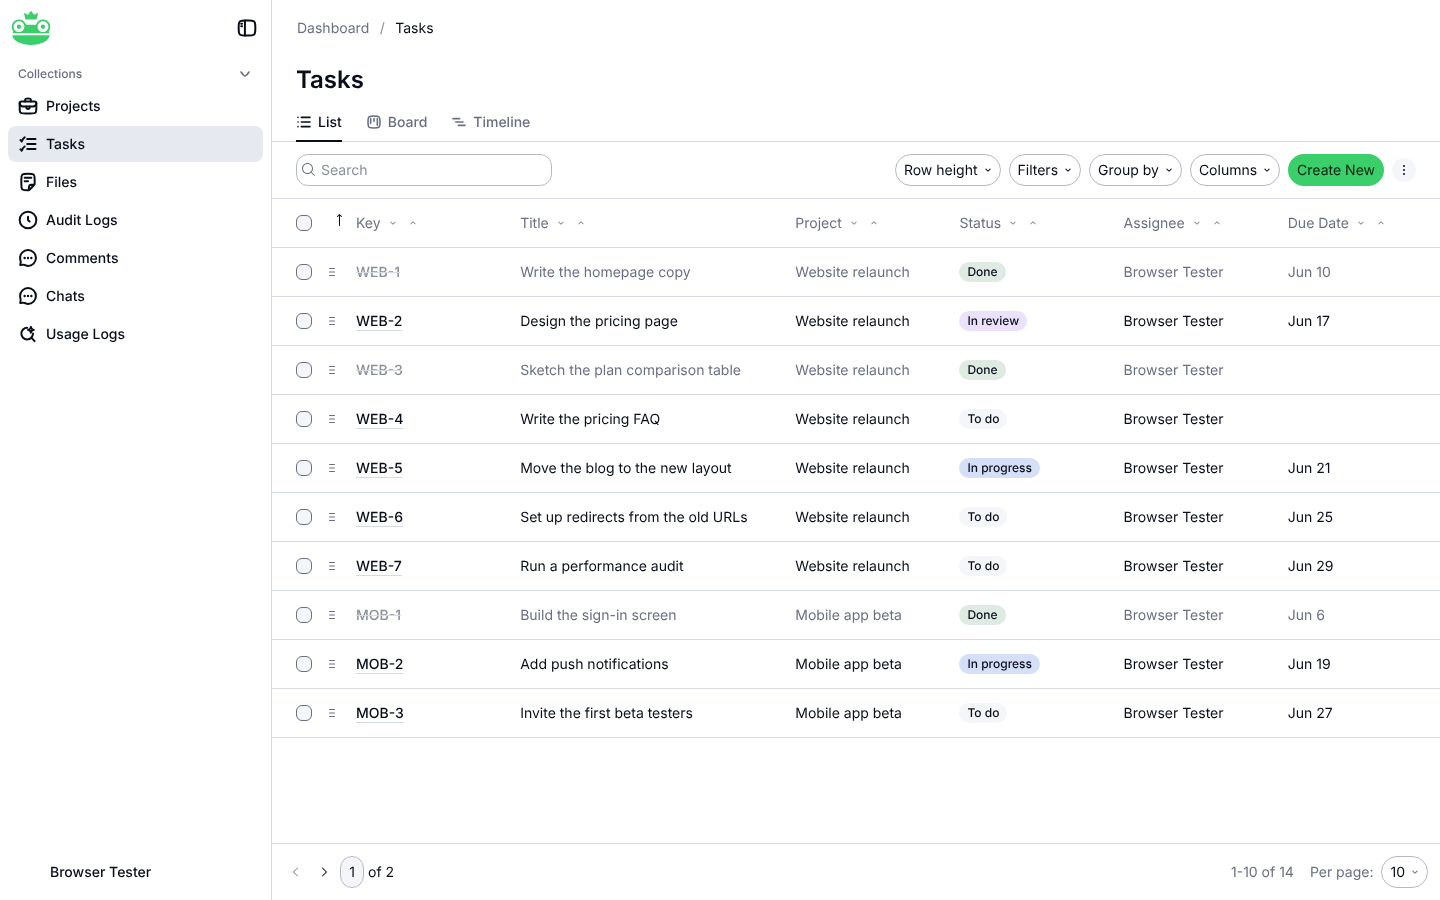 Collections
Projects
Tasks
Files
Audit Logs
Comments
Chats
Usage Logs
Browser Tester
Dashboard / Tasks
Tasks
List Board Timeline
Search Row height Filters Group by Columns Create New
Key Title Project Status Assignee Due Date
WEB-1 Write the homepage copy Website relaunch Done Browser Tester Jun 10
WEB-2 Design the pricing page Website relaunch In review Browser Tester Jun 17
WEB-3 Sketch the plan comparison table Website relaunch Done Browser Tester
WEB-4 Write the pricing FAQ Website relaunch To do Browser Tester
WEB-5 Move the blog to the new layout Website relaunch In progress Browser Tester Jun 21
WEB-6 Set up redirects from the old URLs Website relaunch To do Browser Tester Jun 25
WEB-7 Run a performance audit Website relaunch To do Browser Tester Jun 29
MOB-1 Build the sign-in screen Mobile app beta Done Browser Tester Jun 6
MOB-2 Add push notifications Mobile app beta In progress Browser Tester Jun 19
MOB-3 Invite the first beta testers Mobile app beta To do Browser Tester Jun 27
1 of 2 1-10 of 14 Per page: 10